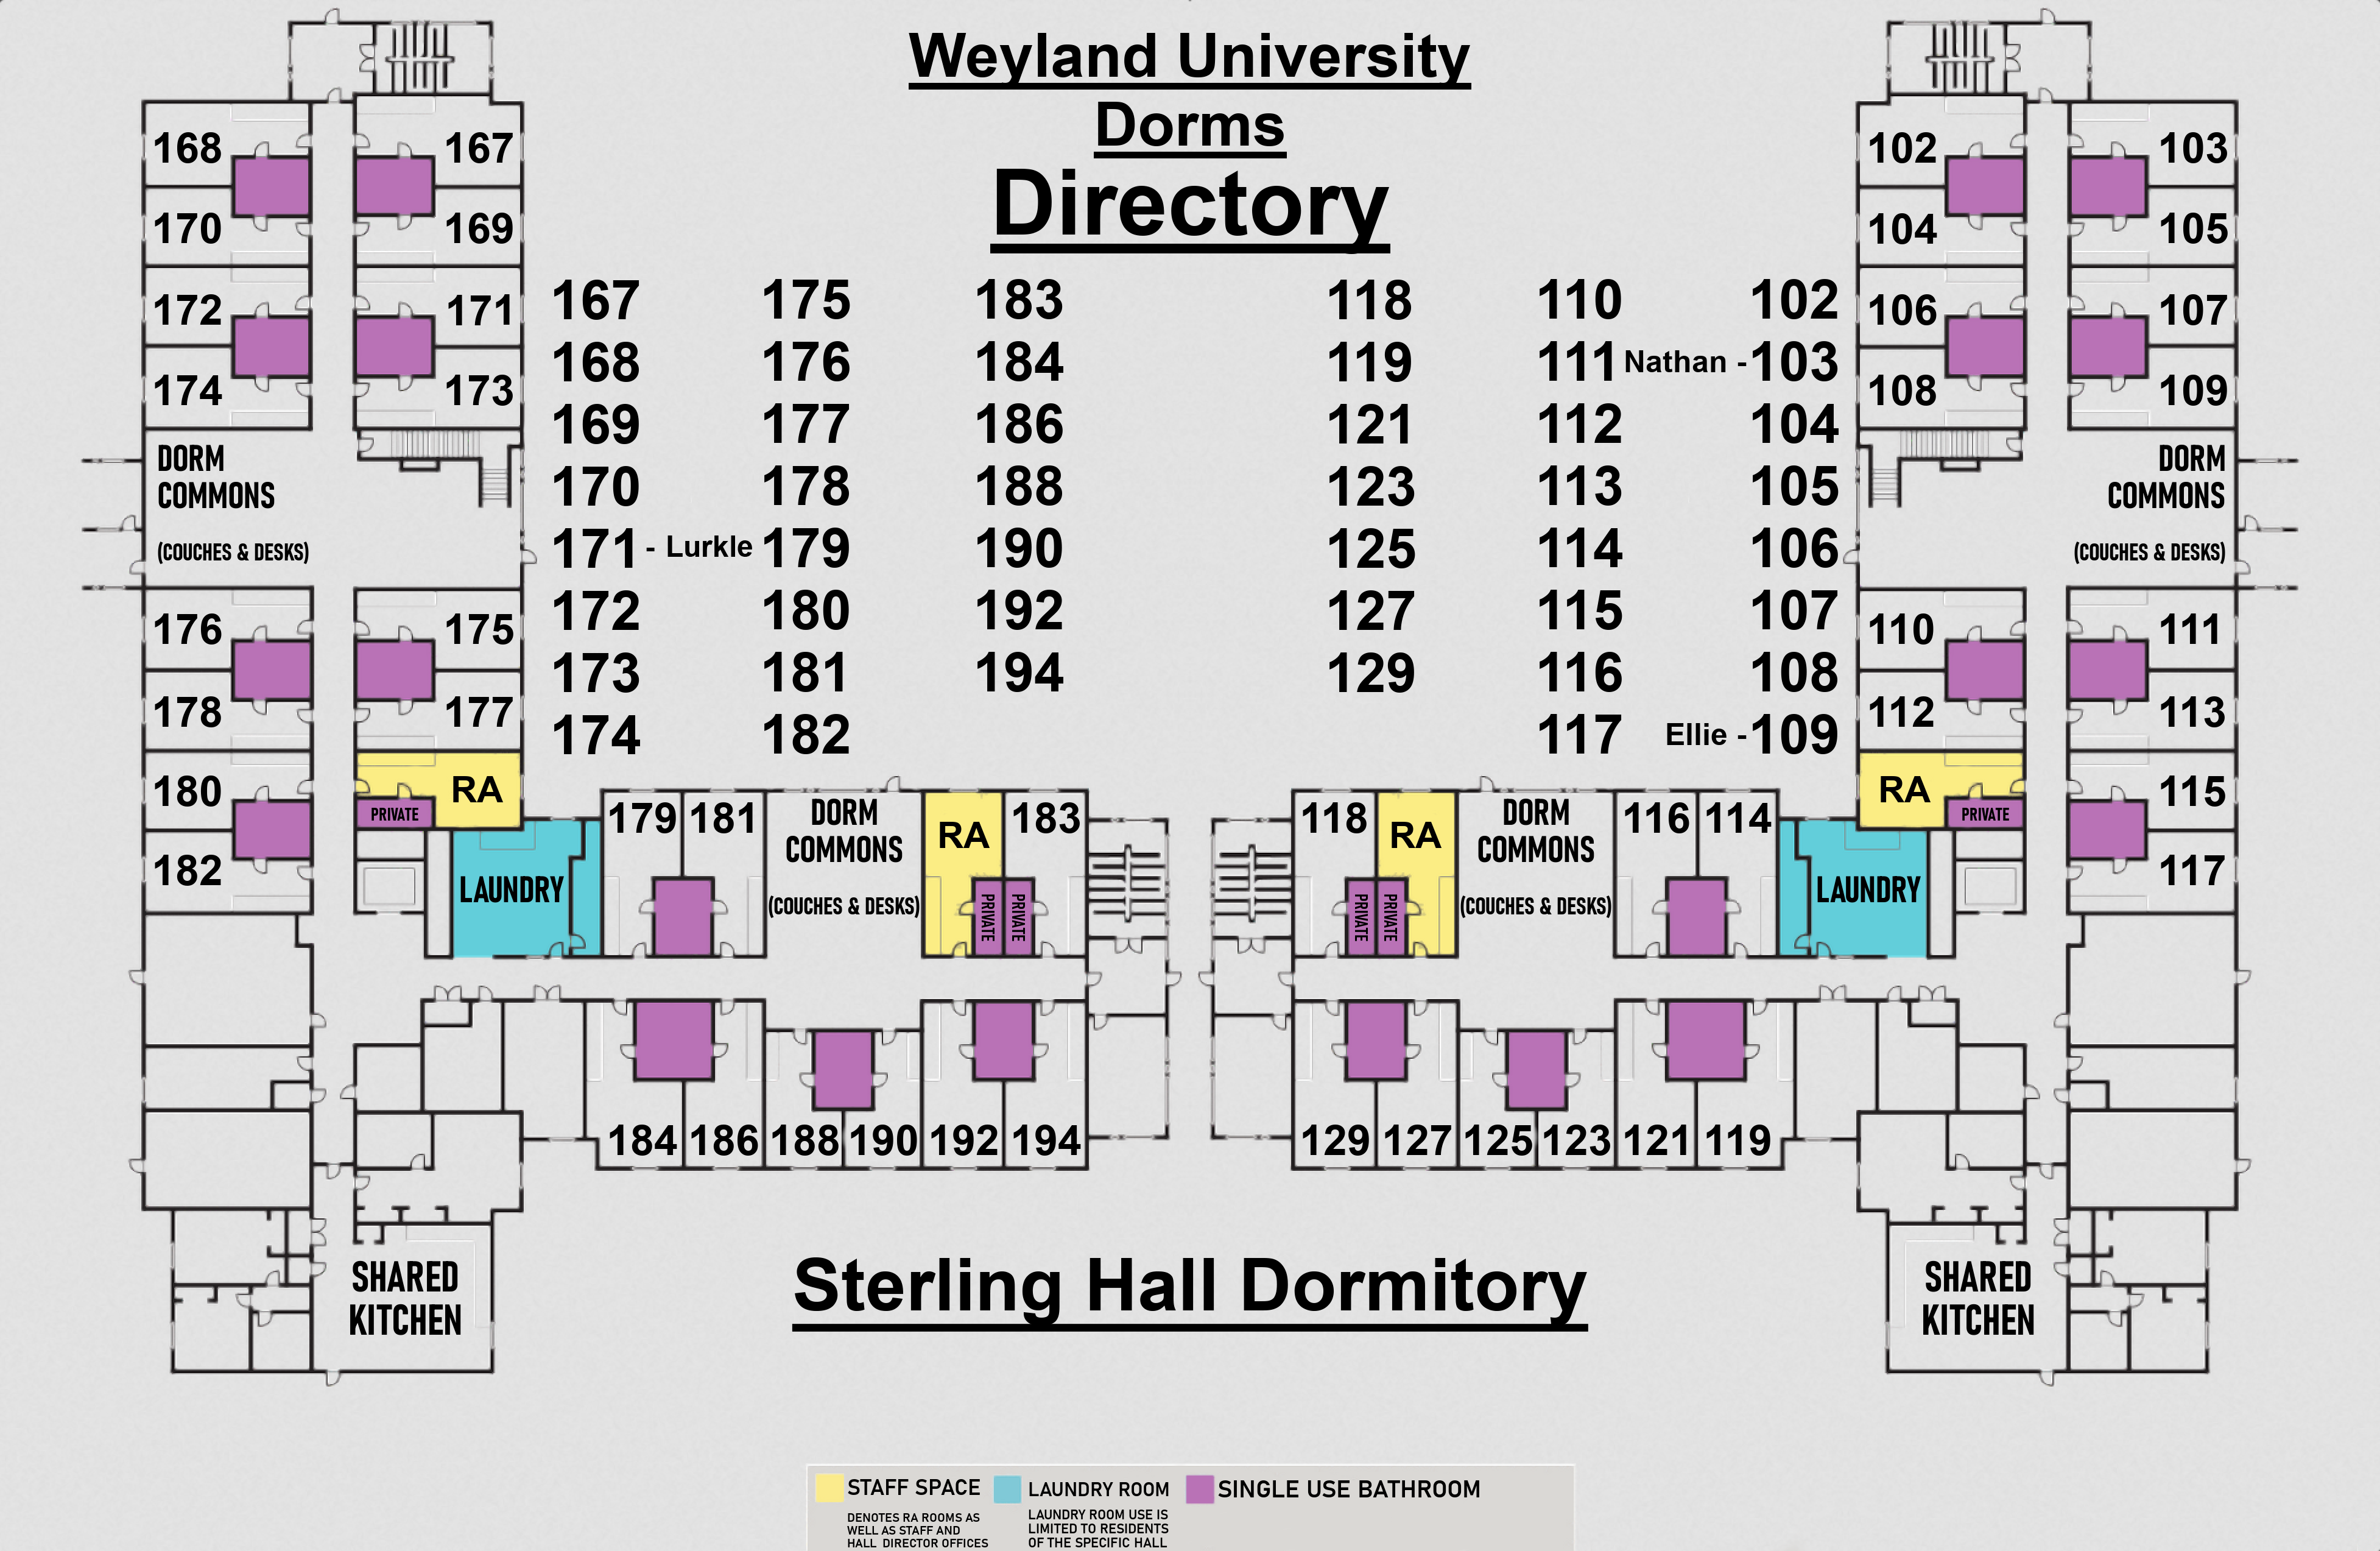 Weyland University
Dorms
Directory
168
170
172
174
DORM
COMMONS
(COUCHES & DESKS)
176
178
180
182
167
169
171
173
175
177
RA
PRIVATE
LAUNDRY
179
181
DORM
COMMONS
(COUCHES & DESKS)
RA
183
PRIVATE
PRIVATE
184
186
188
190
192
194
SHARED
KITCHEN
167
168
169
170
171 - Lurkle
172
173
174
175
176
177
178
179
180
181
182
183
184
186
188
190
192
194
118
119
121
123
125
127
129
110
111
112
113
114
115
116
117
102
Nathan - 103
104
105
106
107
108
Ellie - 109
102
104
106
108
103
105
107
109
DORM
COMMONS
(COUCHES & DESKS)
110
112
RA
PRIVATE
111
113
115
117
118
RA
PRIVATE
PRIVATE
DORM
COMMONS
(COUCHES & DESKS)
116
114
LAUNDRY
129
127
125
123
121
119
SHARED
KITCHEN
Sterling Hall Dormitory
STAFF SPACE
DENOTES RA ROOMS AS
WELL AS STAFF AND
HALL DIRECTOR OFFICES
LAUNDRY ROOM
LAUNDRY ROOM USE IS
LIMITED TO RESIDENTS
OF THE SPECIFIC HALL
SINGLE USE BATHROOM